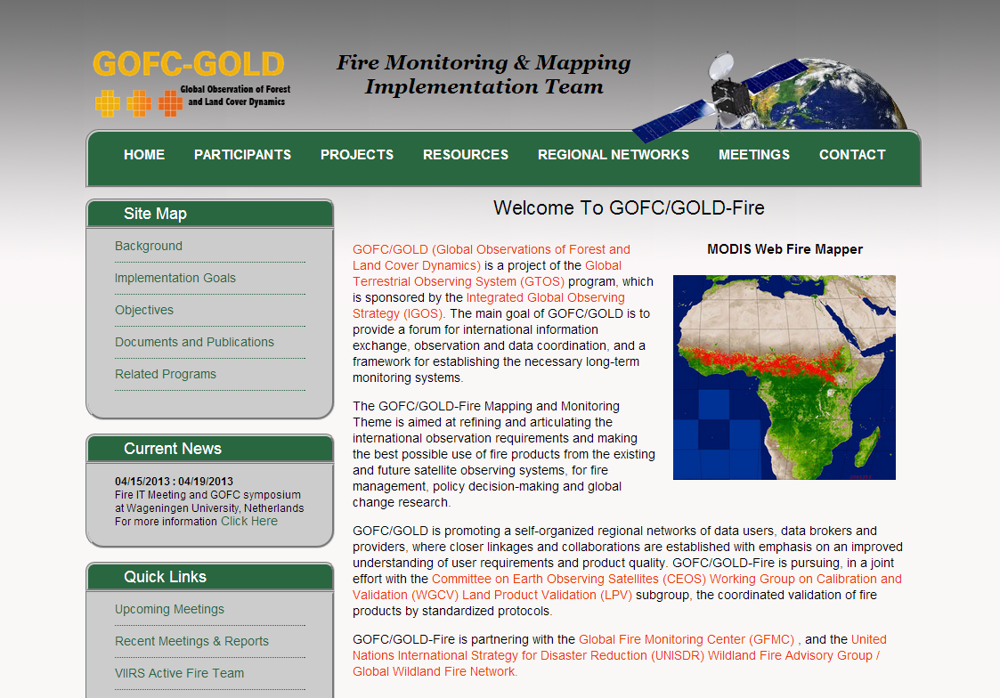 GOFC-GOLD
Global Observation of Forest
and Land Cover Dynamics
Fire Monitoring & Mapping
Implementation Team
HOME PARTICIPANTS PROJECTS RESOURCES REGIONAL NETWORKS MEETINGS CONTACT
Site Map
Background
Implementation Goals
Objectives
Documents and Publications
Related Programs
Current News
04/15/2013 : 04/19/2013
Fire IT Meeting and GOFC symposium
at Wageningen University, Netherlands
For more information Click Here
Quick Links
Upcoming Meetings
Recent Meetings & Reports
VIIRS Active Fire Team
Welcome To GOFC/GOLD-Fire
GOFC/GOLD (Global Observations of Forest and
Land Cover Dynamics) is a project of the Global
Terrestrial Observing System (GTOS) program, which
is sponsored by the Integrated Global Observing
Strategy (IGOS). The main goal of GOFC/GOLD is to
provide a forum for international information
exchange, observation and data coordination, and a
framework for establishing the necessary long-term
monitoring systems.
MODIS Web Fire Mapper
The GOFC/GOLD-Fire Mapping and Monitoring
Theme is aimed at refining and articulating the
international observation requirements and making
the best possible use of fire products from the existing
and future satellite observing systems, for fire
management, policy decision-making and global
change research.
GOFC/GOLD is promoting a self-organized regional networks of data users, data brokers and
providers, where closer linkages and collaborations are established with emphasis on an improved
understanding of user requirements and product quality. GOFC/GOLD-Fire is pursuing, in a joint
effort with the Committee on Earth Observing Satellites (CEOS) Working Group on Calibration and
Validation (WGCV) Land Product Validation (LPV) subgroup, the coordinated validation of fire
products by standardized protocols.
GOFC/GOLD-Fire is partnering with the Global Fire Monitoring Center (GFMC) , and the United
Nations International Strategy for Disaster Reduction (UNISDR) Wildland Fire Advisory Group /
Global Wildland Fire Network.